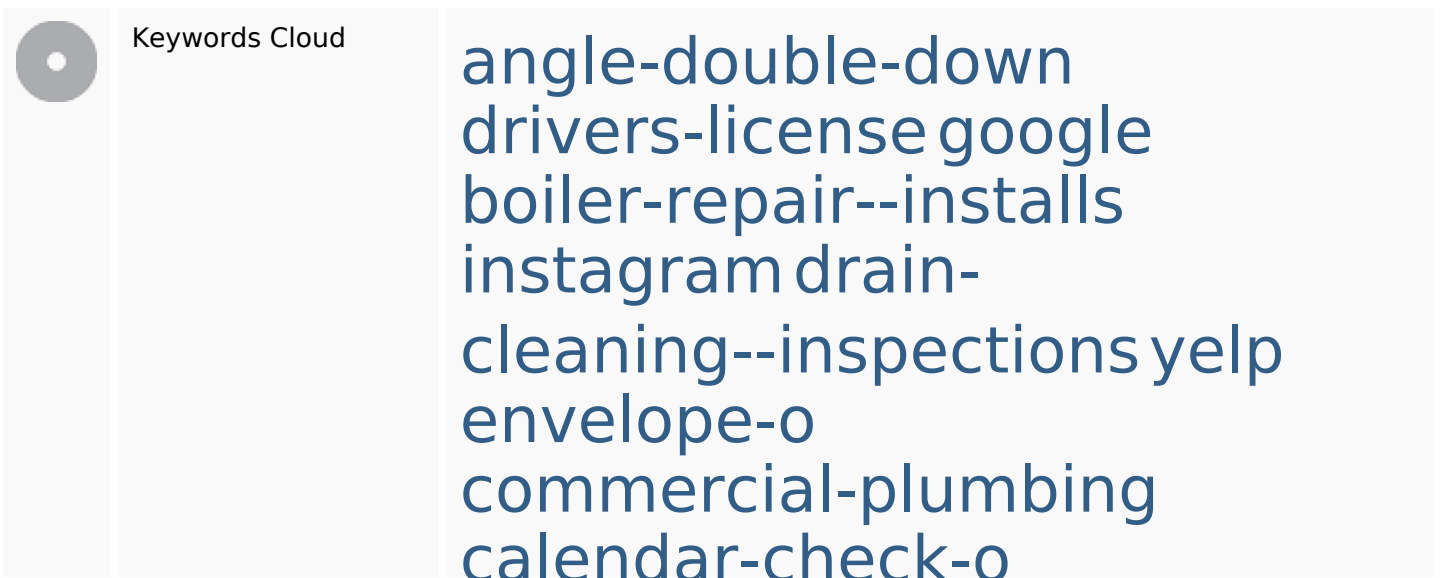 Keywords Cloud
angle-double-down
drivers-license google
boiler-repair--installs
instagram drain-
cleaning--inspections yelp
envelope-o
commercial-plumbing
calendar-check-o